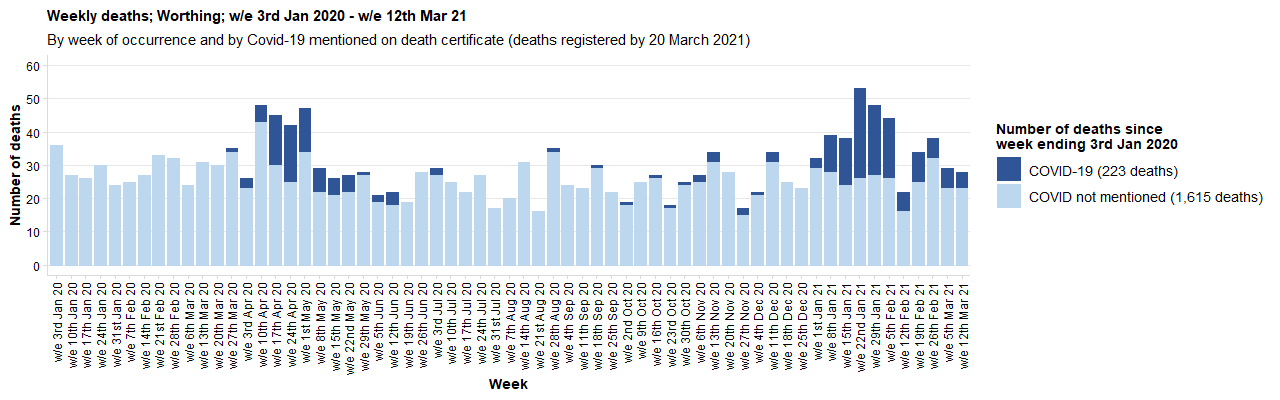 Weekly deaths; Worthing; w/e 3rd Jan 2020 - w/e 12th Mar 21
By week of occurrence and by Covid-19 mentioned on death certificate (deaths registered by 20 March 2021)
60
50
40
30
20
10
0
Number of deaths
w/e 3rd Jan 20
w/e 10th Jan 20
w/e 17th Jan 20
w/e 24th Jan 20
w/e 31st Jan 20
w/e 7th Feb 20
w/e 14th Feb 20
w/e 21st Feb 20
w/e 28th Feb 20
w/e 6th Mar 20
w/e 13th Mar 20
w/e 20th Mar 20
w/e 27th Mar 20
w/e 3rd Apr 20
w/e 10th Apr 20
w/e 17th Apr 20
w/e 24th Apr 20
w/e 1st May 20
w/e 8th May 20
w/e 15th May 20
w/e 22nd May 20
w/e 29th May 20
w/e 5th Jun 20
w/e 12th Jun 20
w/e 19th Jun 20
w/e 26th Jun 20
w/e 3rd Jul 20
w/e 10th Jul 20
w/e 17th Jul 20
w/e 24th Jul 20
w/e 31st Jul 20
w/e 7th Aug 20
w/e 14th Aug 20
w/e 21st Aug 20
w/e 28th Aug 20
w/e 4th Sep 20
w/e 11th Sep 20
w/e 18th Sep 20
w/e 25th Sep 20
w/e 2nd Oct 20
w/e 9th Oct 20
w/e 16th Oct 20
w/e 23rd Oct 20
w/e 30th Oct 20
w/e 6th Nov 20
w/e 13th Nov 20
w/e 20th Nov 20
w/e 27th Nov 20
w/e 4th Dec 20
w/e 11th Dec 20
w/e 18th Dec 20
w/e 25th Dec 20
w/e 1st Jan 21
w/e 8th Jan 21
w/e 15th Jan 21
w/e 22nd Jan 21
w/e 29th Jan 21
w/e 5th Feb 21
w/e 12th Feb 21
w/e 19th Feb 21
w/e 26th Feb 21
w/e 5th Mar 21
w/e 12th Mar 21
Week
Number of deaths since
week ending 3rd Jan 2020
COVID-19 (223 deaths)
COVID not mentioned (1,615 deaths)